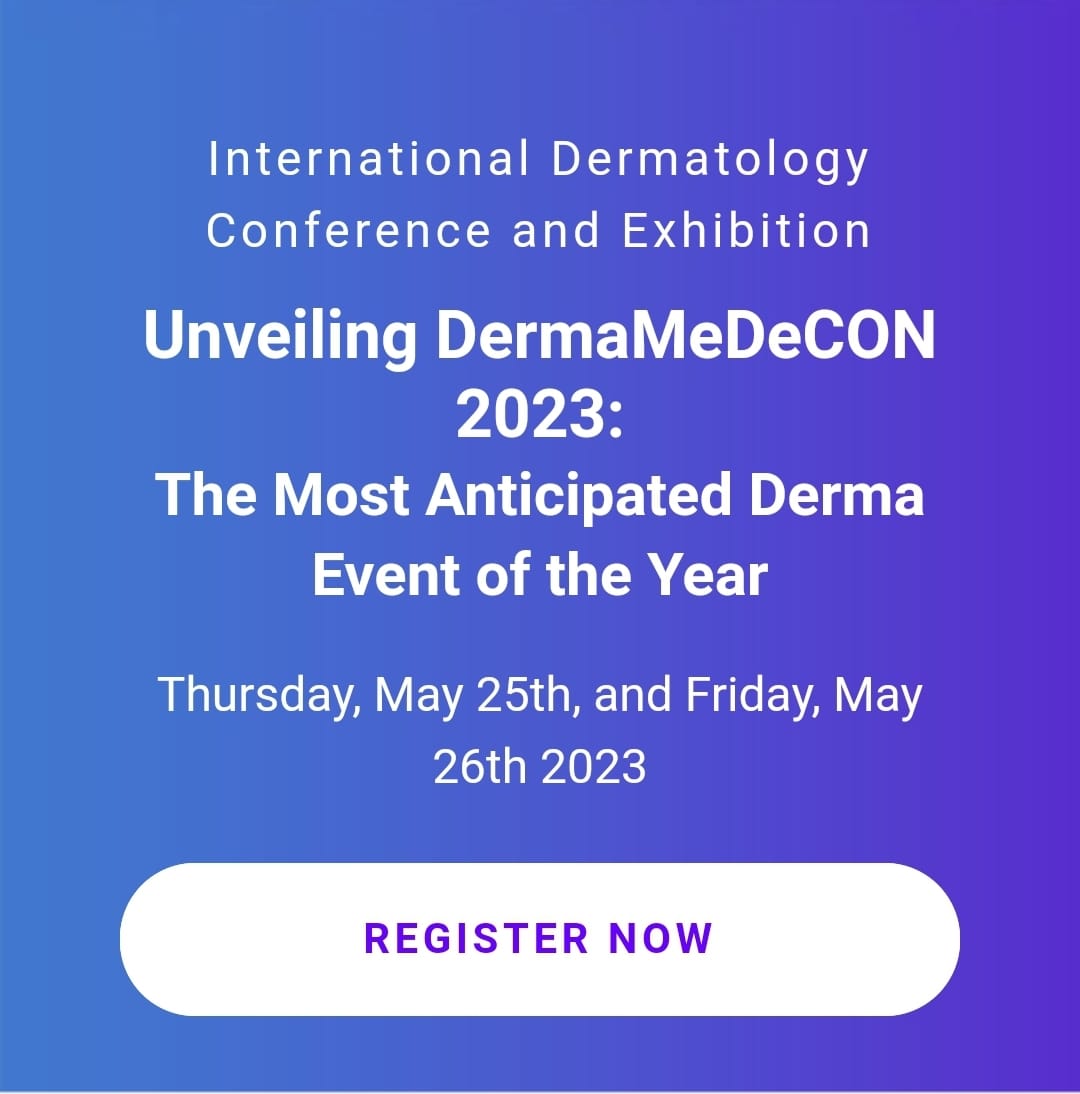 International Dermatology
Conference and Exhibition
Unveiling DermaMeDeCON
2023:
The Most Anticipated Derma
Event of the Year
Thursday, May 25th, and Friday, May
26th 2023
REGISTER NOW